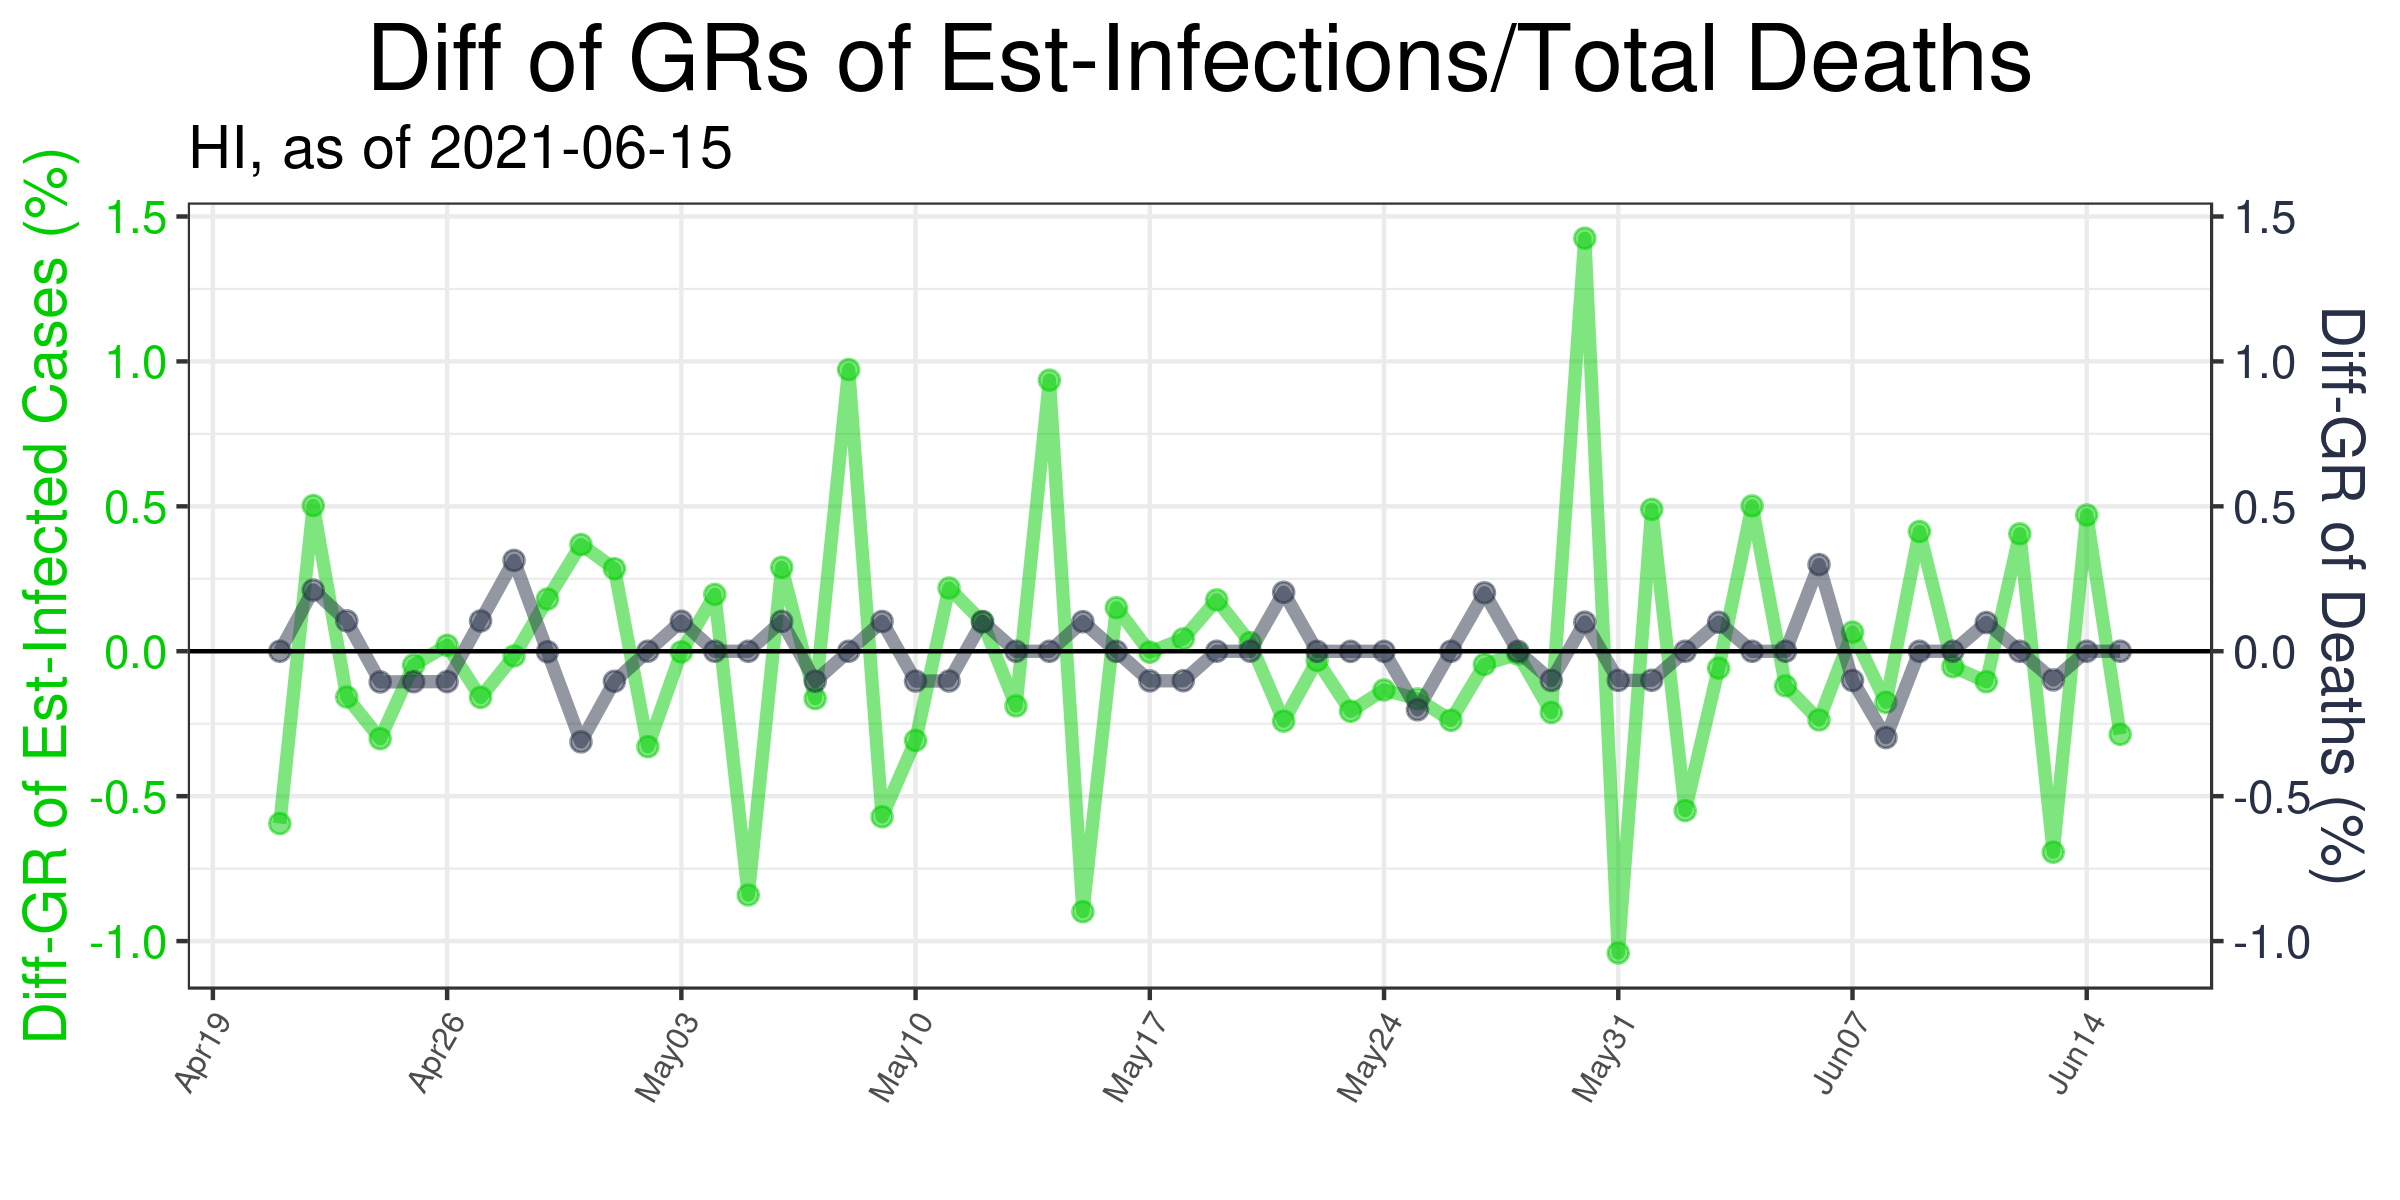 Diff of GRs of Est-Infections/Total Deaths
HI, as of 2021-06-15
Diff-GR of Est-Infected Cases (%)
1.5
1.0
0.5
0.0
-0.5
-1.0
1.5
1.0
0.5
0.0
-0.5
-1.0
Diff-GR of Deaths (%)
Apr19
Apr26
May03
May10
May17
May24
May31
Jun07
Jun14